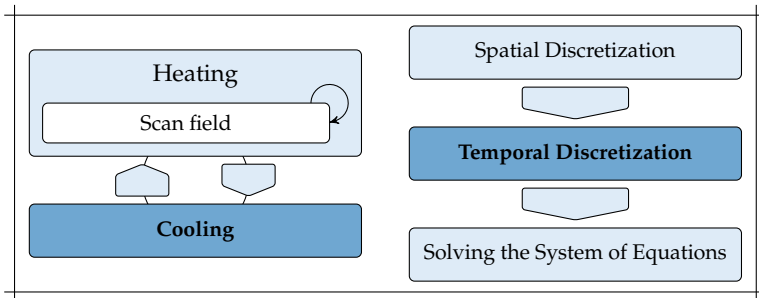 Heating
Scan field
Cooling
Spatial Discretization
Temporal Discretization
Solving the System of Equations